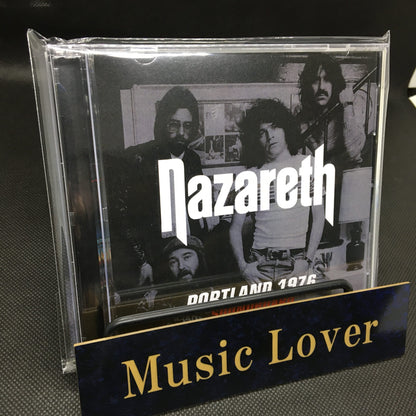 Nazareth
PORTLAND 1976
Music Lover